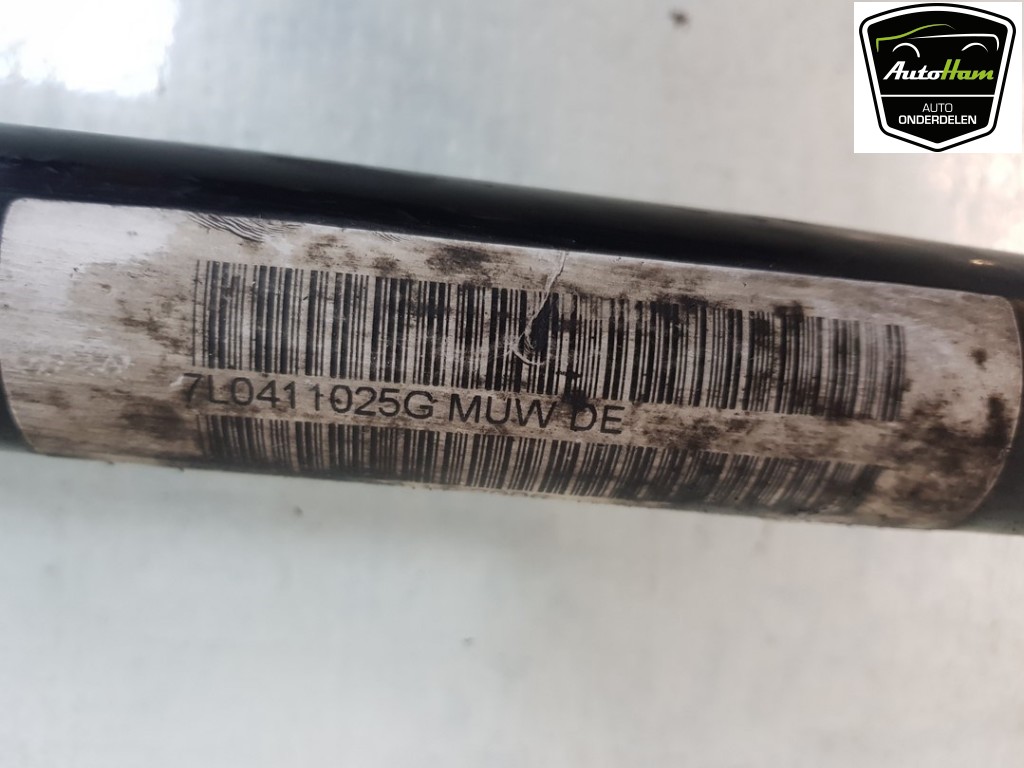 AutoHam
AUTO
ONDERDELEN
7L0411025G MUW DE